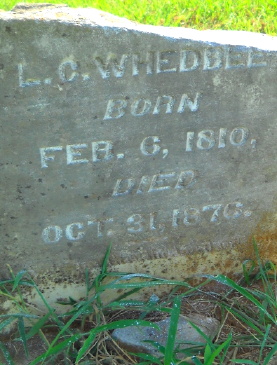 L. C. WHEDBEE
BORN
FEB. 6, 1810,
DIED
OCT. 31, 1876.